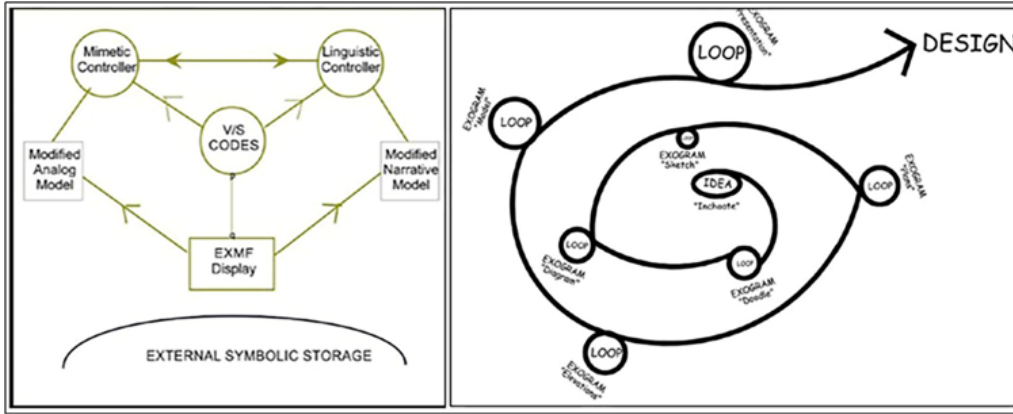 Mimetic
Controller
Linguistic
Controller
V/S
CODES
Modified
Analog
Model
Modified
Narrative
Model
EXMF
Display
EXTERNAL SYMBOLIC STORAGE
IDEA
"Inchoate"
LOOP
EXOGRAM
"Doodle"
LOOP
EXOGRAM
"Diagram"
LOOP
EXOGRAM
"Sketch"
LOOP
EXOGRAM
"Plans"
LOOP
EXOGRAM
"Elevations"
LOOP
EXOGRAM
"Model"
LOOP
EXOGRAM
"Presentation"
DESIGN